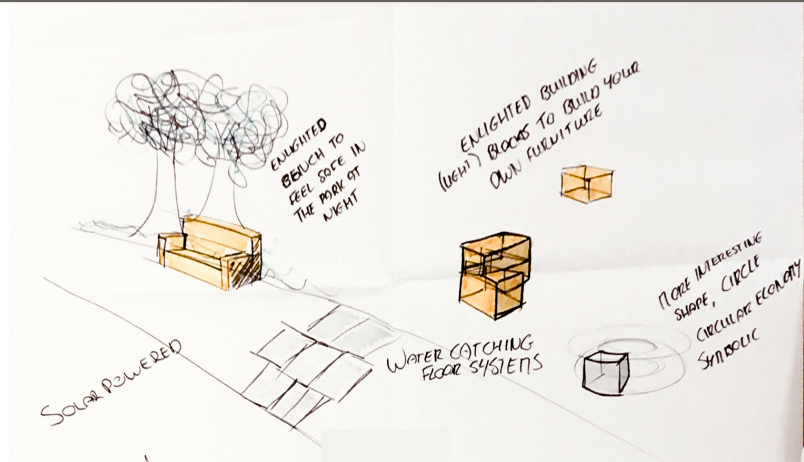 ENLIGHTED
BENCH TO
FEEL SAFE IN
THE PARK AT
NIGHT
ENLIGHTED BUILDING
(LIGHT) BLOCKS TO BUILD YOUR
OWN FURNITURE
SOLAR POWERED
WATER CATCHING
FLOOR SYSTEMS
MORE INTERESTING
SHAPE, CIRCLE
CIRCULAR ECONOMY
SYMBOLIC